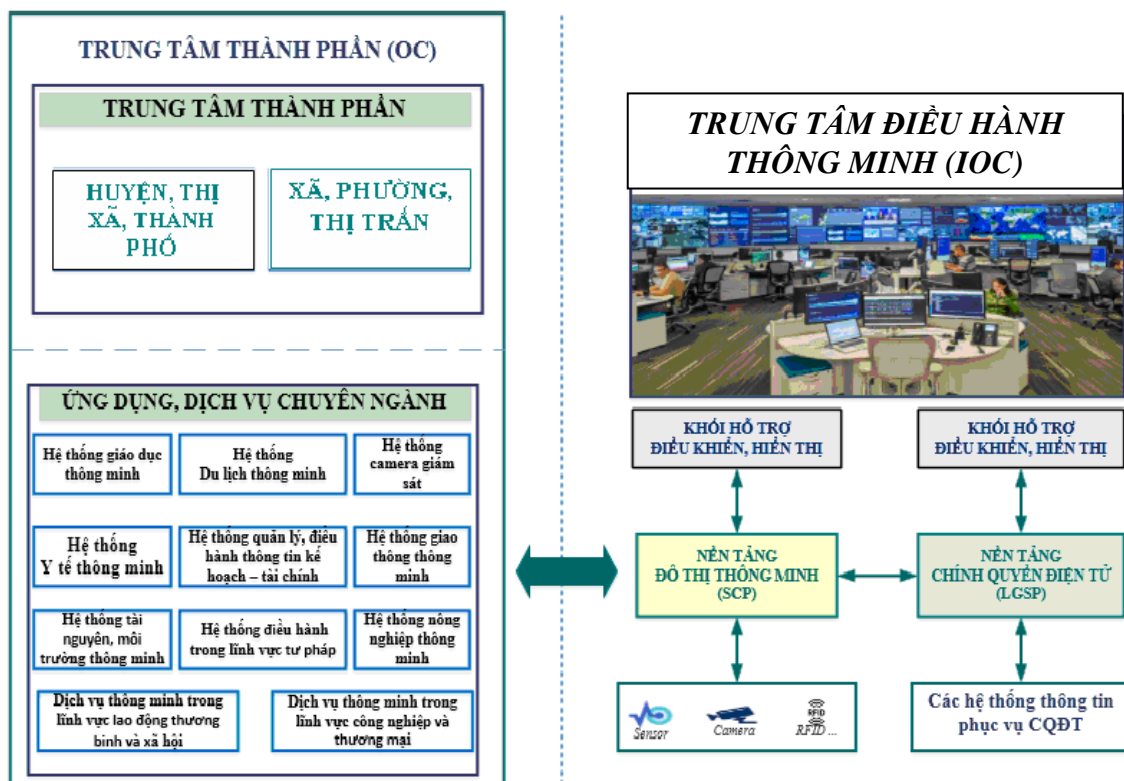 TRUNG TÂM THÀNH PHẦN (OC)
TRUNG TÂM THÀNH PHẦN
HUYỆN, THỊ
XÃ, THÀNH
PHỐ
XÃ, PHƯỜNG,
THỊ TRẤN
ỨNG DỤNG, DỊCH VỤ CHUYÊN NGÀNH
Hệ thống giáo dục
thông minh
Hệ thống
Du lịch thông minh
Hệ thống
camera giám
sát
Hệ thống
Y tế thông minh
Hệ thống quản lý, điều
hành thông tin kế
hoạch – tài chính
Hệ thống giao
thông thông
minh
Hệ thống tài
nguyên, môi
trường thông minh
Hệ thống điều hành
trong lĩnh vực tư pháp
Hệ thống nông
nghiệp thông
minh
Dịch vụ thông minh trong
lĩnh vực lao động thương
binh và xã hội
Dịch vụ thông minh trong
lĩnh vực công nghiệp và
thương mại
TRUNG TÂM ĐIỀU HÀNH
THÔNG MINH (IOC)
KHỐI HỖ TRỢ
ĐIỀU KHIỂN, HIỂN THỊ
KHỐI HỖ TRỢ
ĐIỀU KHIỂN, HIỂN THỊ
NỀN TẢNG
ĐÔ THỊ THÔNG MINH
(SCP)
NỀN TẢNG
CHÍNH QUYỀN ĐIỆN TỬ
(LGSP)
Sensor
Camera
RFID
RFID ...
Các hệ thống thông tin
phục vụ CQĐT